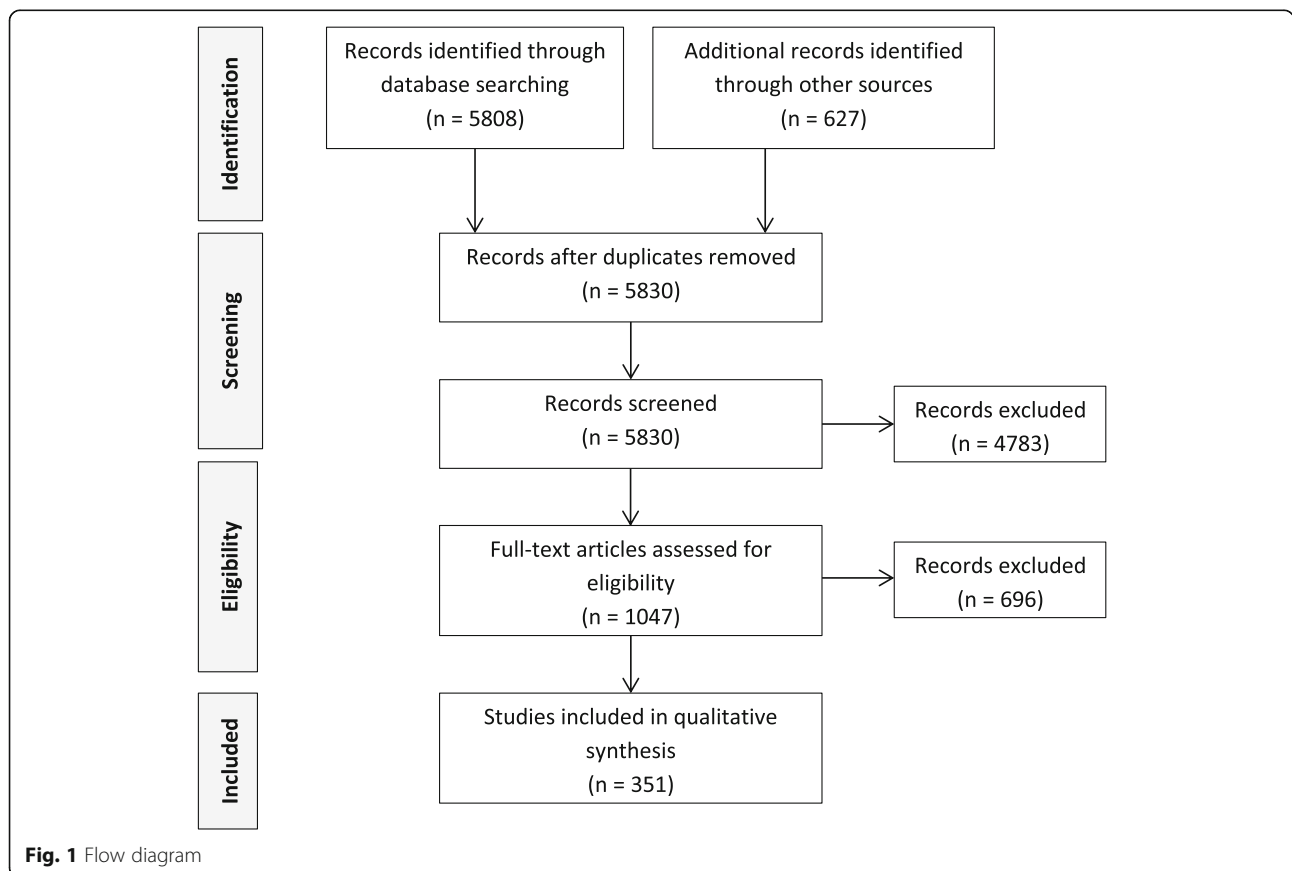 Identification
Records identified through
database searching
(n = 5808)
Additional records identified
through other sources
(n = 627)
Screening
Records after duplicates removed
(n = 5830)
Records screened
(n = 5830)
Records excluded
(n = 4783)
Eligibility
Full-text articles assessed for
eligibility
(n = 1047)
Records excluded
(n = 696)
Included
Studies included in qualitative
synthesis
(n = 351)
Fig. 1 Flow diagram